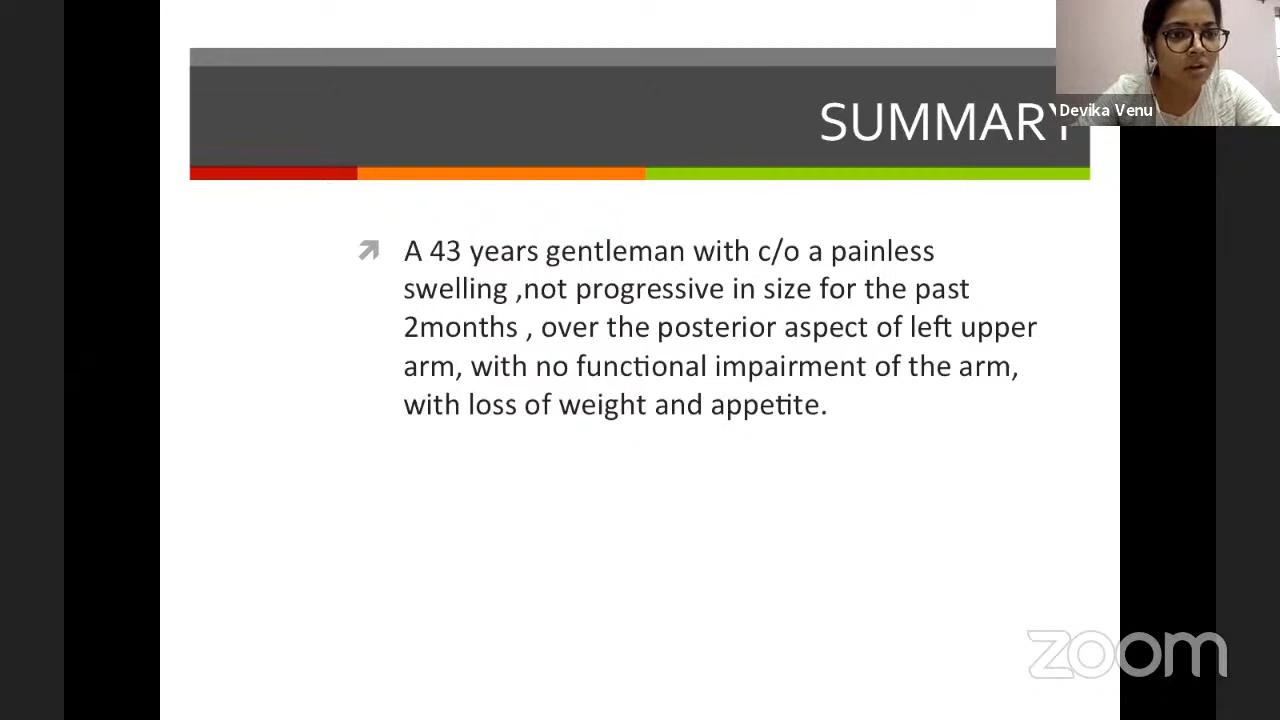 SUMMARY
Devika Venu
A 43 years gentleman with c/o a painless
swelling ,not progressive in size for the past
2months , over the posterior aspect of left upper
arm, with no functional impairment of the arm,
with loss of weight and appetite.
zoom